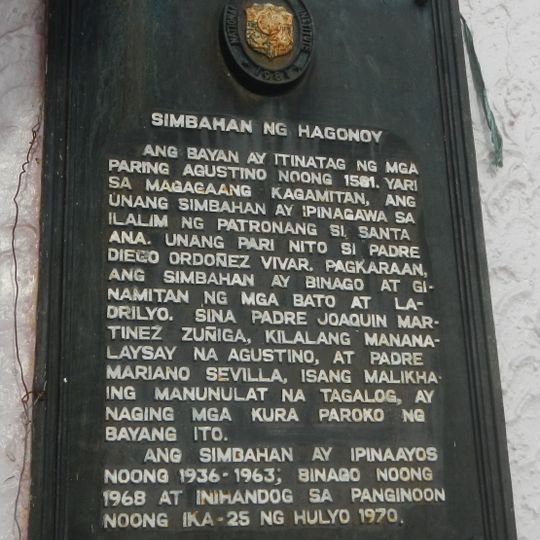 NATIONAL
INSTITUTE
1981
SIMBAHAN NG HAGONOY
ANG BAYAN AY ITINATAG NG MGA
PARING AGUSTINO NOONG 1581. YARI
SA MAGAGAANG KAGAMITAN, ANG
UNANG SIMBAHAN AY IPINAGAWA SA
ILALIM NG PATRONANG SI SANTA
ANA. UNANG PARI NITO SI PADRE
DIEGO ORDOÑEZ VIVAR. PAGKARAAN,
ANG SIMBAHAN AY BINAGO AT GI-
NAMITAN NG MGA BATO AT LA-
DRILYO. SINA PADRE JOAQUIN MAR-
TINEZ ZUÑIGA, KILALANG MANANA-
LAYSAY NA AGUSTINO, AT PADRE
MARIANO SEVILLA, ISANG MALIKHA-
ING MANUNULAT NA TAGALOG, AY
NAGING MGA KURA PAROKO NG
BAYANG ITO.
ANG SIMBAHAN AY IPINAAYOS
NOONG 1936-1963; BINAGO NOONG
1968 AT INIHANDOG SA PANGINOON
NOONG IKA-25 NG HULYO 1970.